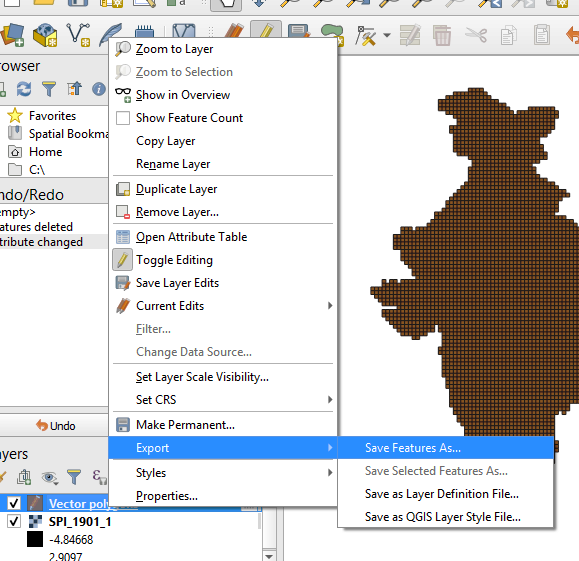 Browser
Favorites
Spatial Bookma
Home
C:\
ndo/Redo
empty>
atures deleted
tribute changed
Undo
ayers
Vector polyg
SPI_1901_1
-4.84668
2.9097
Zoom to Layer
Zoom to Selection
Show in Overview
Show Feature Count
Copy Layer
Rename Layer
Duplicate Layer
Remove Layer...
Open Attribute Table
Toggle Editing
Save Layer Edits
Current Edits
Filter...
Change Data Source...
Set Layer Scale Visibility...
Set CRS
Make Permanent...
Export
Styles
Properties...
Save Features As...
Save Selected Features As...
Save as Layer Definition File...
Save as QGIS Layer Style File...